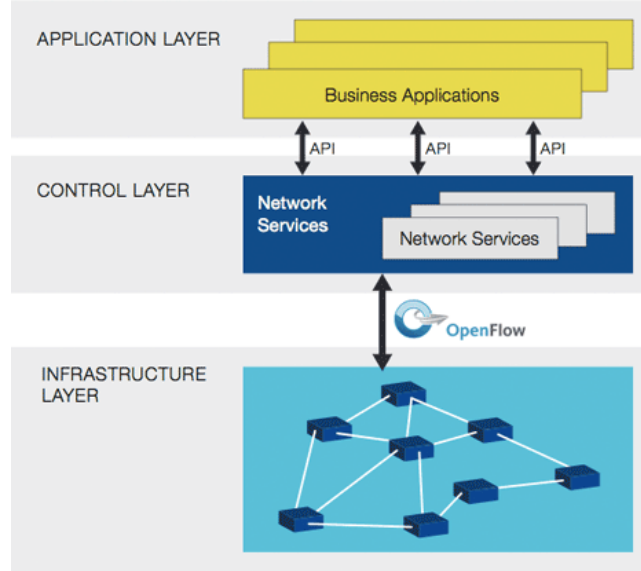 APPLICATION LAYER
Business Applications
API
API
API
CONTROL LAYER
Network
Services
Network Services
OpenFlow
INFRASTRUCTURE
LAYER